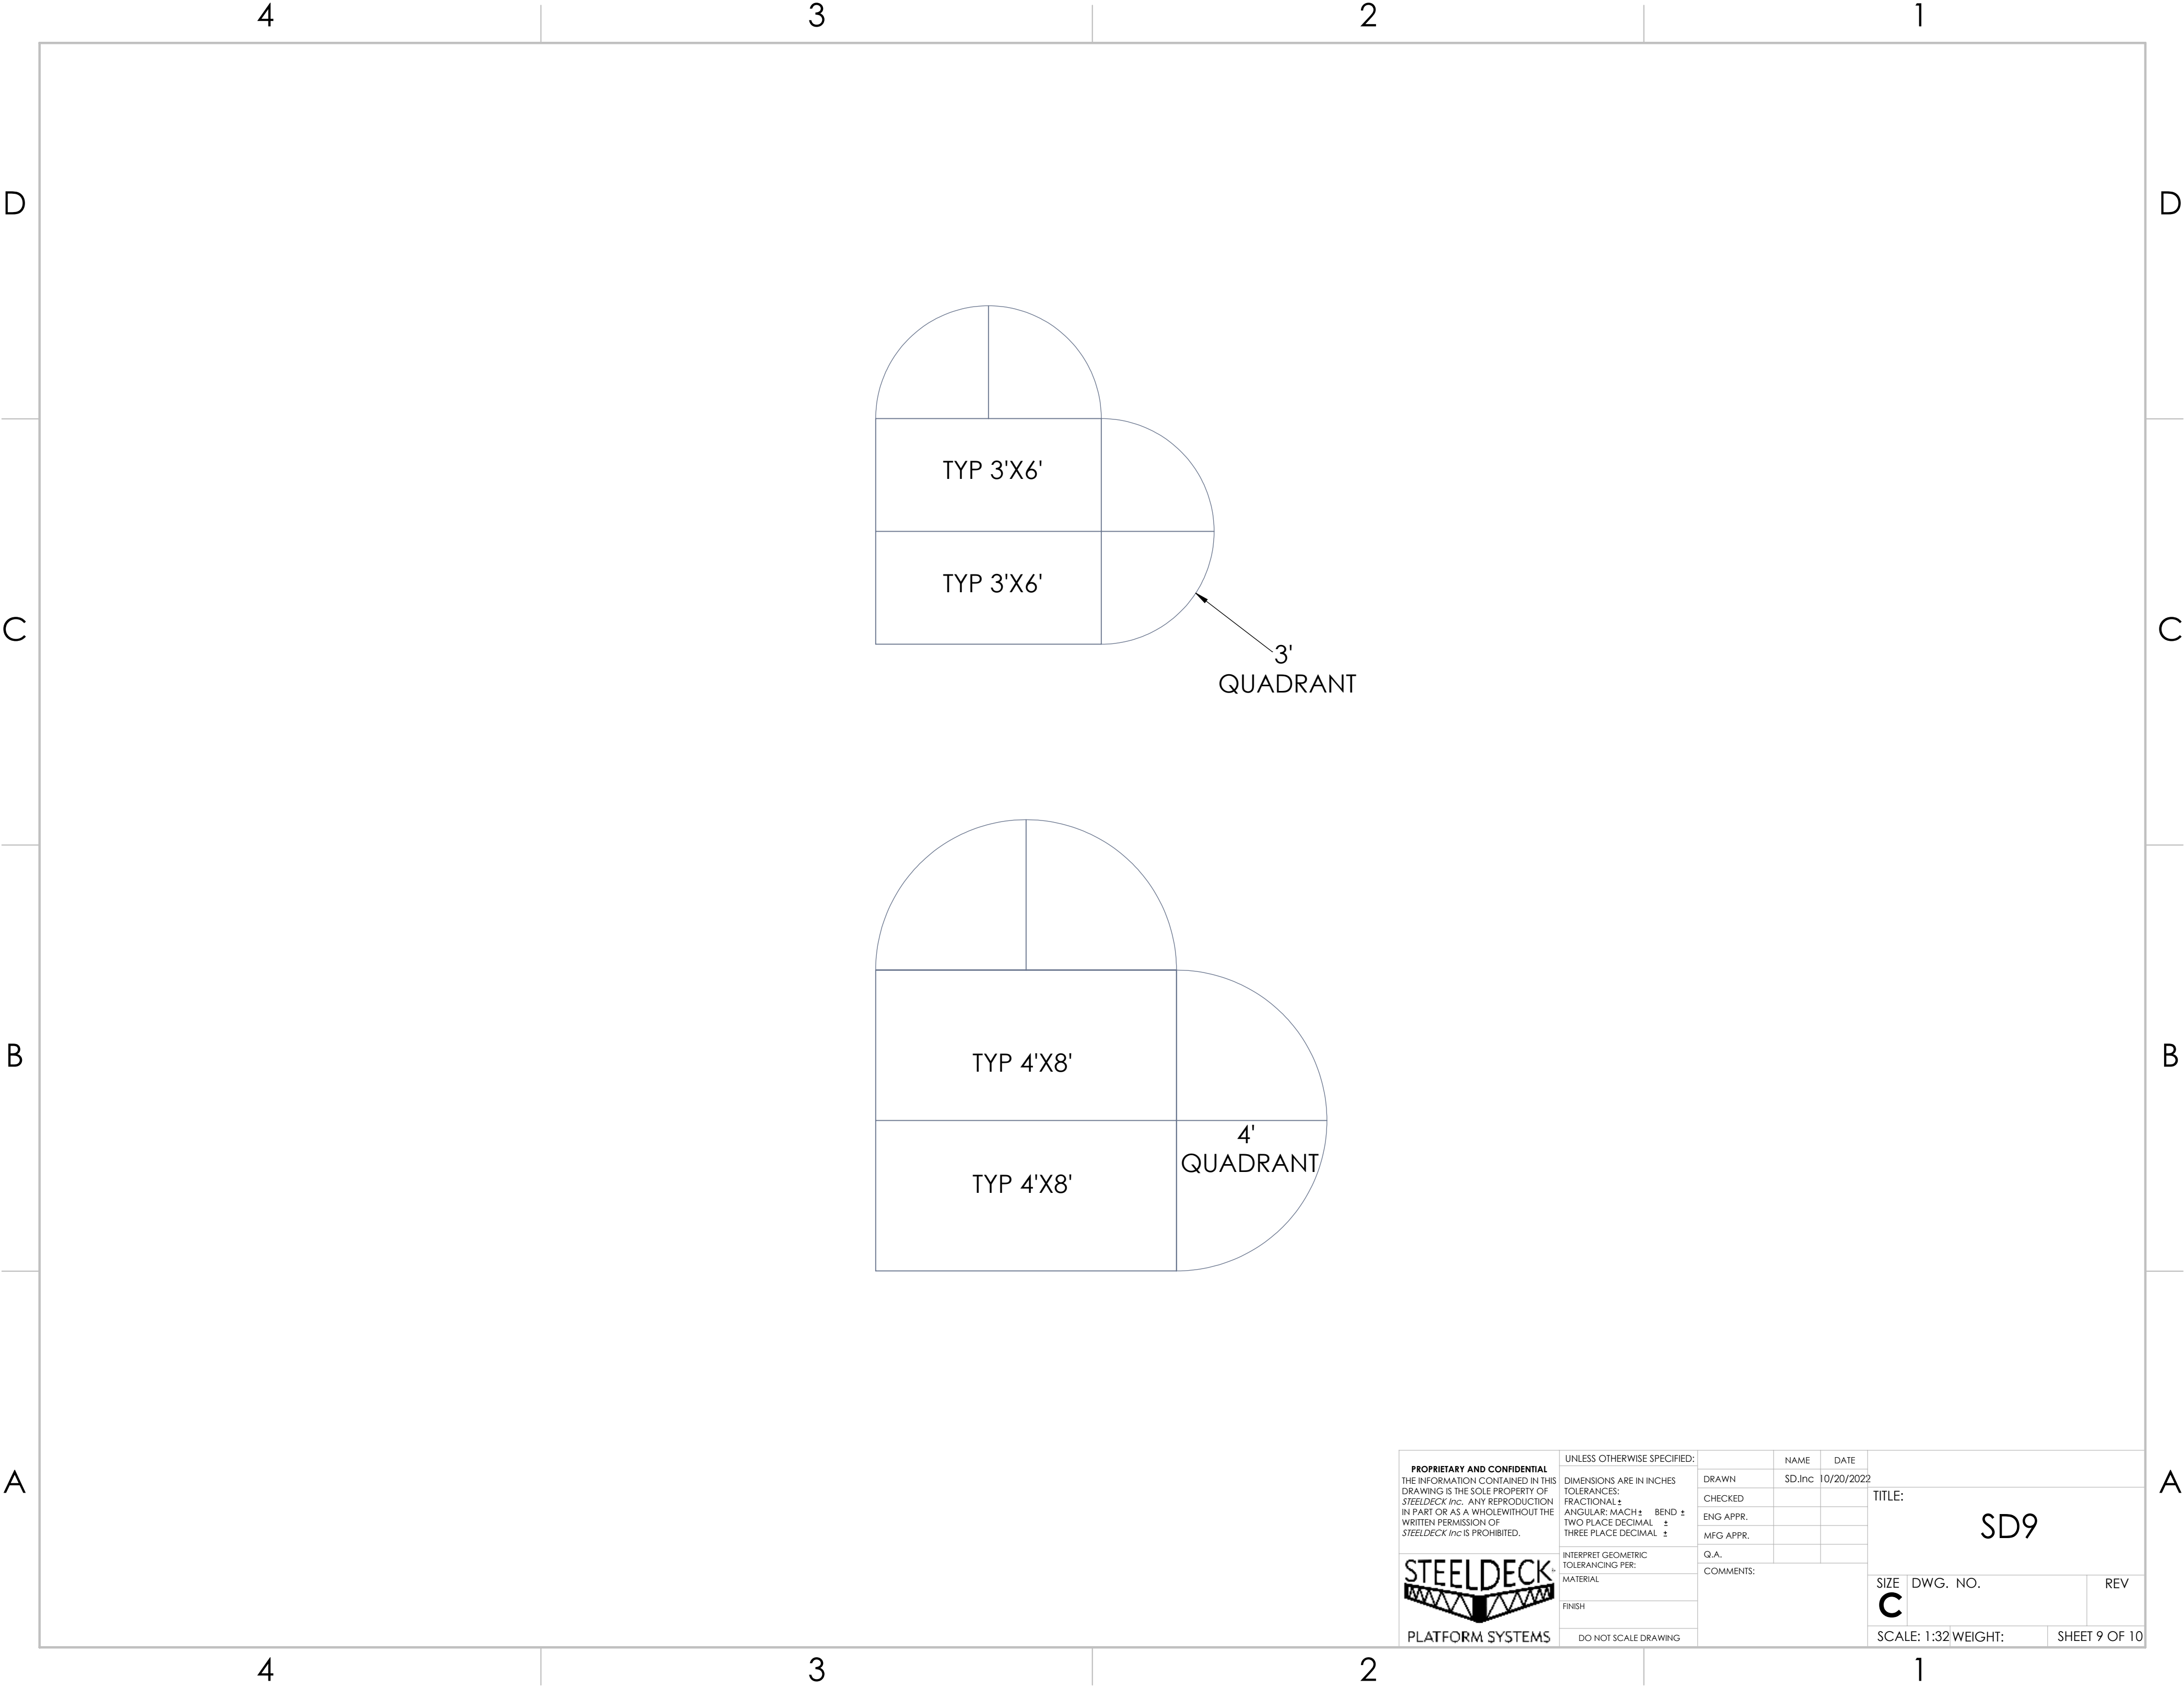 4 3 2 1
D D
TYP 3'X6'
TYP 3'X6'
C C
3'
QUADRANT
TYP 4'X8'
B B
4'
QUADRANT
TYP 4'X8'
A A
PROPRIETARY AND CONFIDENTIAL
THE INFORMATION CONTAINED IN THIS
DRAWING IS THE SOLE PROPERTY OF
STEELDECK Inc. ANY REPRODUCTION
IN PART OR AS A WHOLEWITHOUT THE
WRITTEN PERMISSION OF
STEELDECK Inc IS PROHIBITED.
STEELDECK
PLATFORM SYSTEMS
UNLESS OTHERWISE SPECIFIED:
DIMENSIONS ARE IN INCHES
TOLERANCES:
FRACTIONAL ±
ANGULAR: MACH ± BEND ±
TWO PLACE DECIMAL ±
THREE PLACE DECIMAL ±
INTERPRET GEOMETRIC
TOLERANCING PER:
MATERIAL
FINISH
DO NOT SCALE DRAWING
NAME DATE
DRAWN SD.Inc 10/20/2022
CHECKED
ENG APPR.
MFG APPR.
Q.A.
COMMENTS:
TITLE:
SD9
SIZE DWG. NO. REV
C
SCALE: 1:32 WEIGHT: SHEET 9 OF 10
4 3 2 1